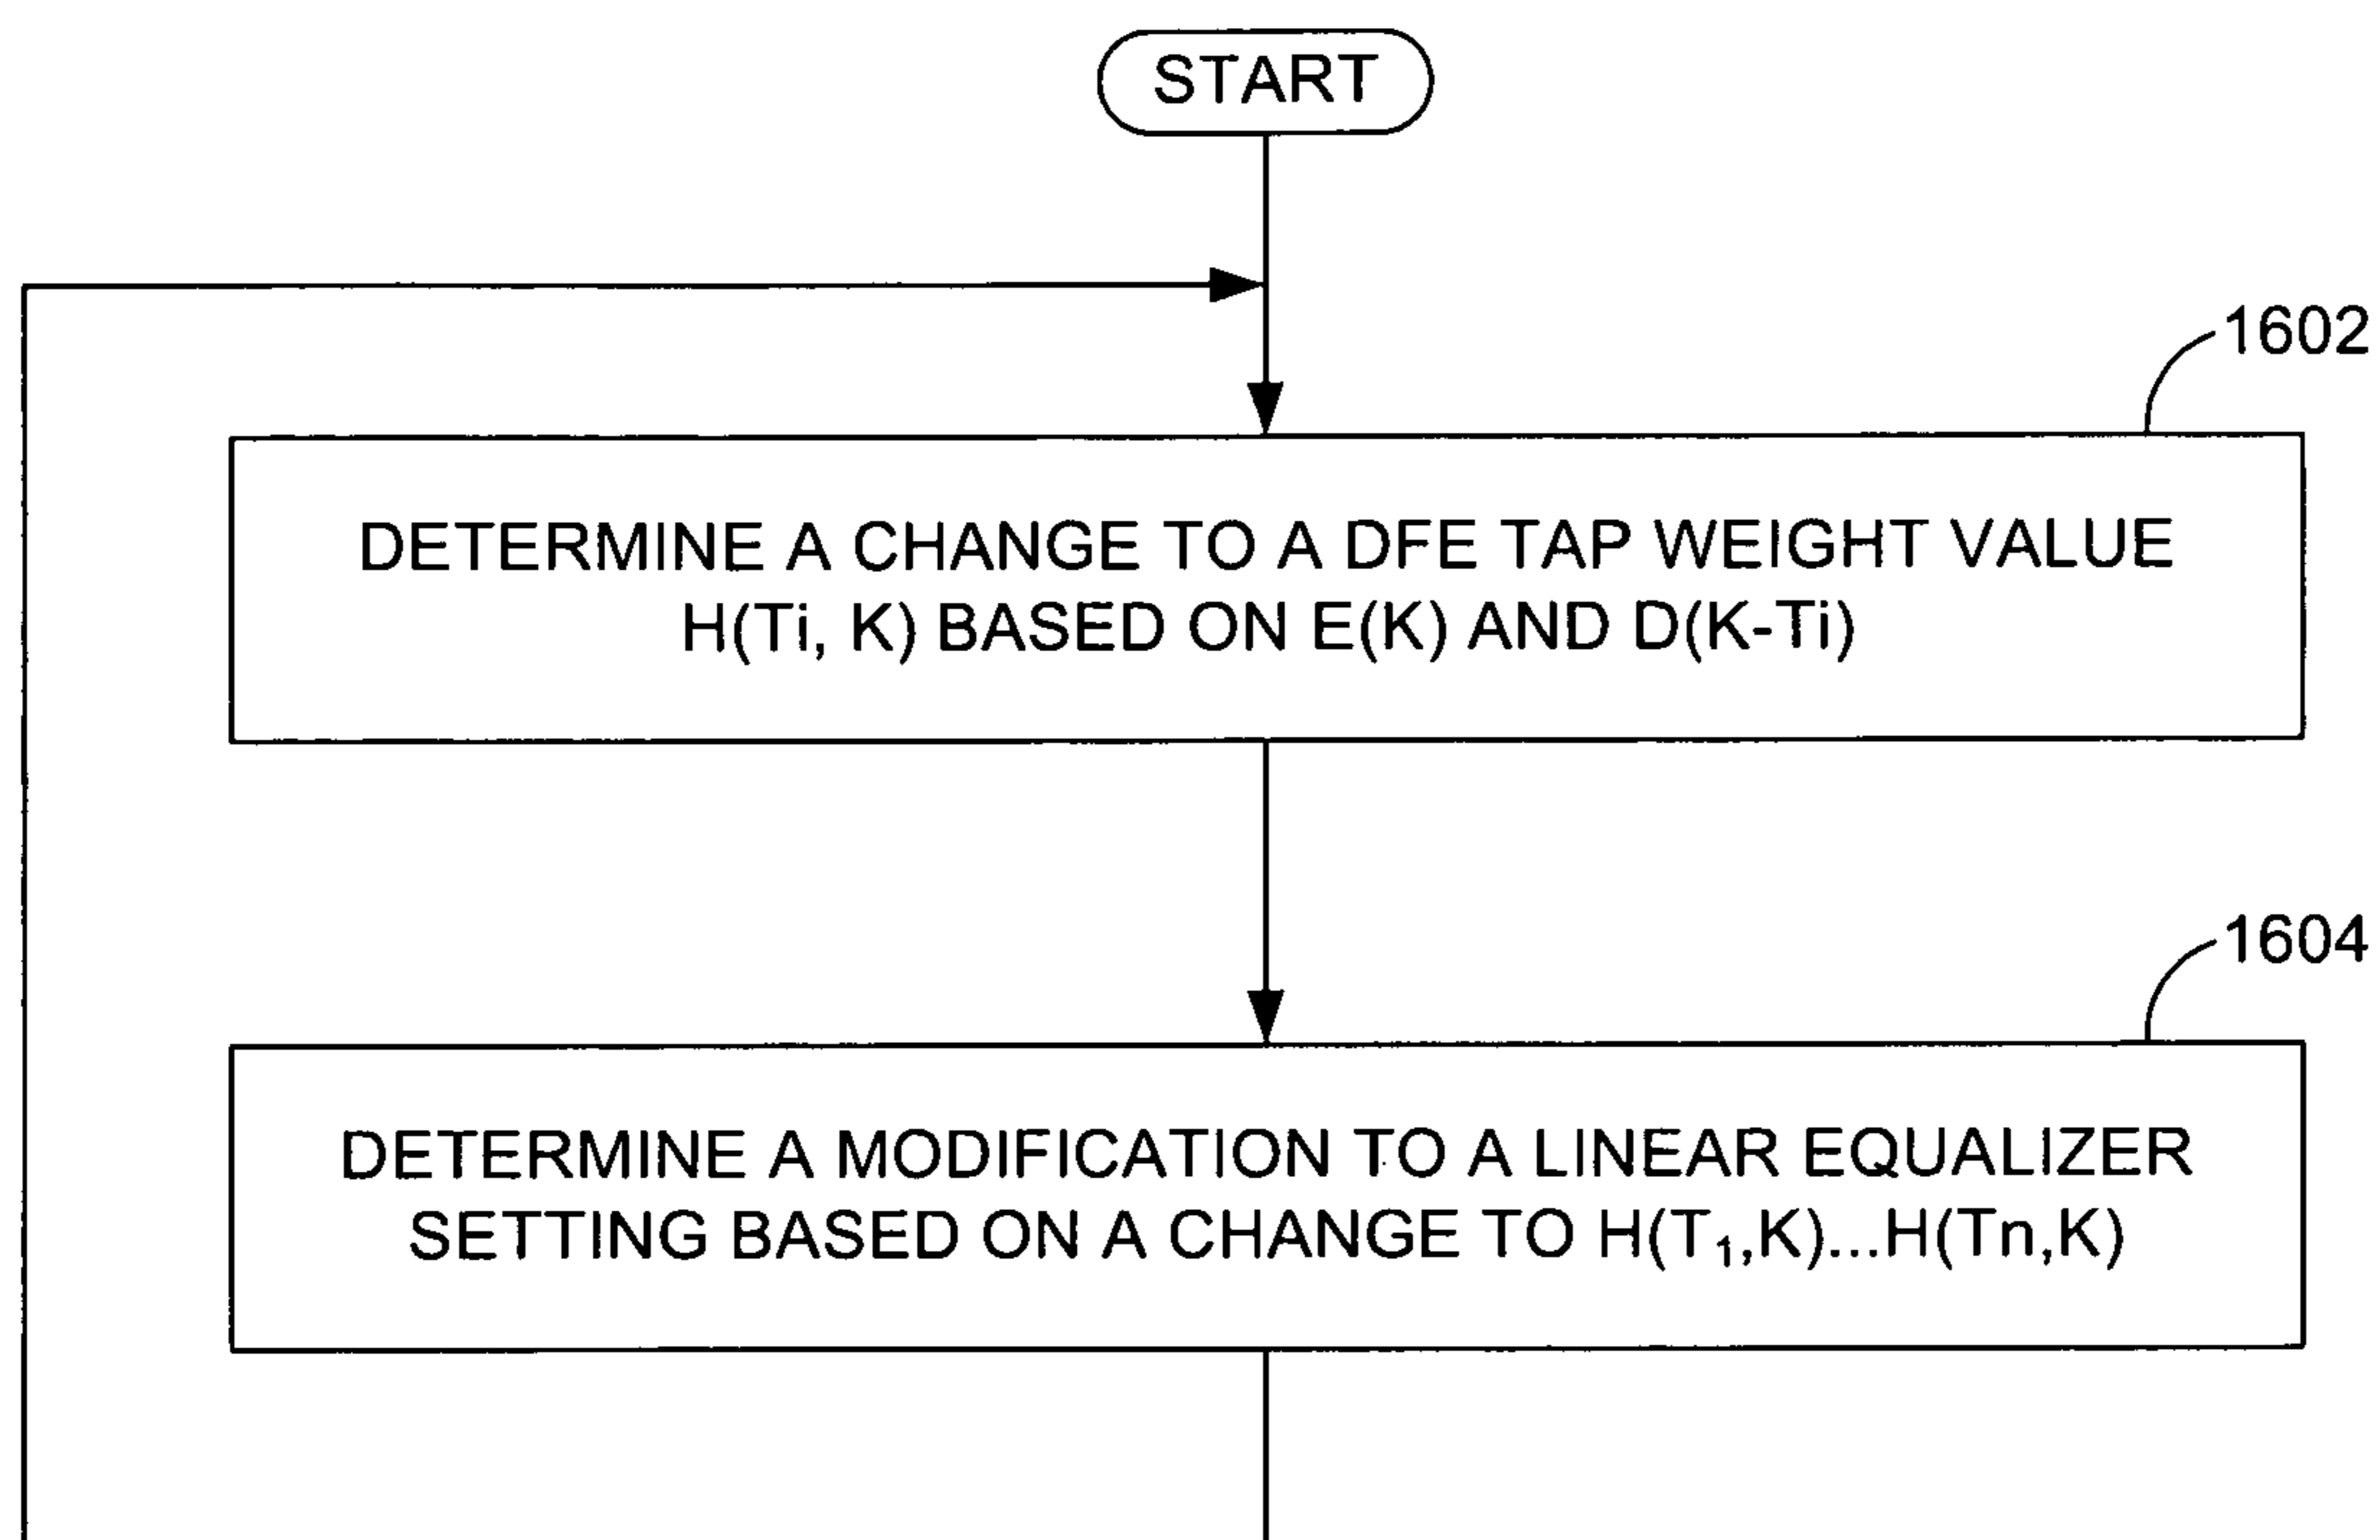 START
1602
DETERMINE A CHANGE TO A DFE TAP WEIGHT VALUE
H(Ti, K) BASED ON E(K) AND D(K-Ti)
1604
DETERMINE A MODIFICATION TO A LINEAR EQUALIZER
SETTING BASED ON A CHANGE TO H(T₁,K)...H(Tn,K)